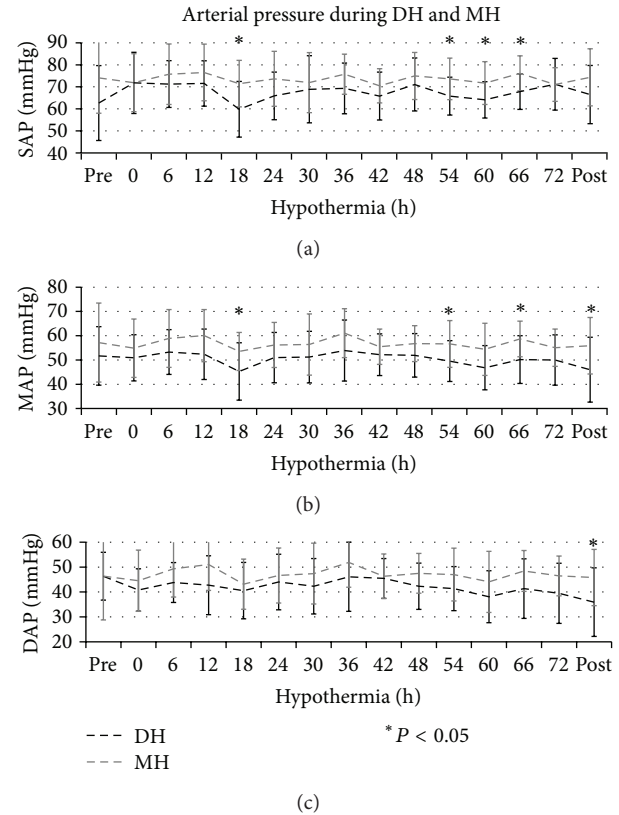 Arterial pressure during DH and MH
90
80
70
60
50
40
SAP (mmHg)
* * * *
Pre 0 6 12 18 24 30 36 42 48 54 60 66 72 Post
Hypothermia (h)
(a)
80
70
60
50
40
30
MAP (mmHg)
* * * *
Pre 0 6 12 18 24 30 36 42 48 54 60 66 72 Post
Hypothermia (h)
(b)
60
50
40
30
20
DAP (mmHg)
*
Pre 0 6 12 18 24 30 36 42 48 54 60 66 72 Post
Hypothermia (h)
DH
MH
* P < 0.05
(c)